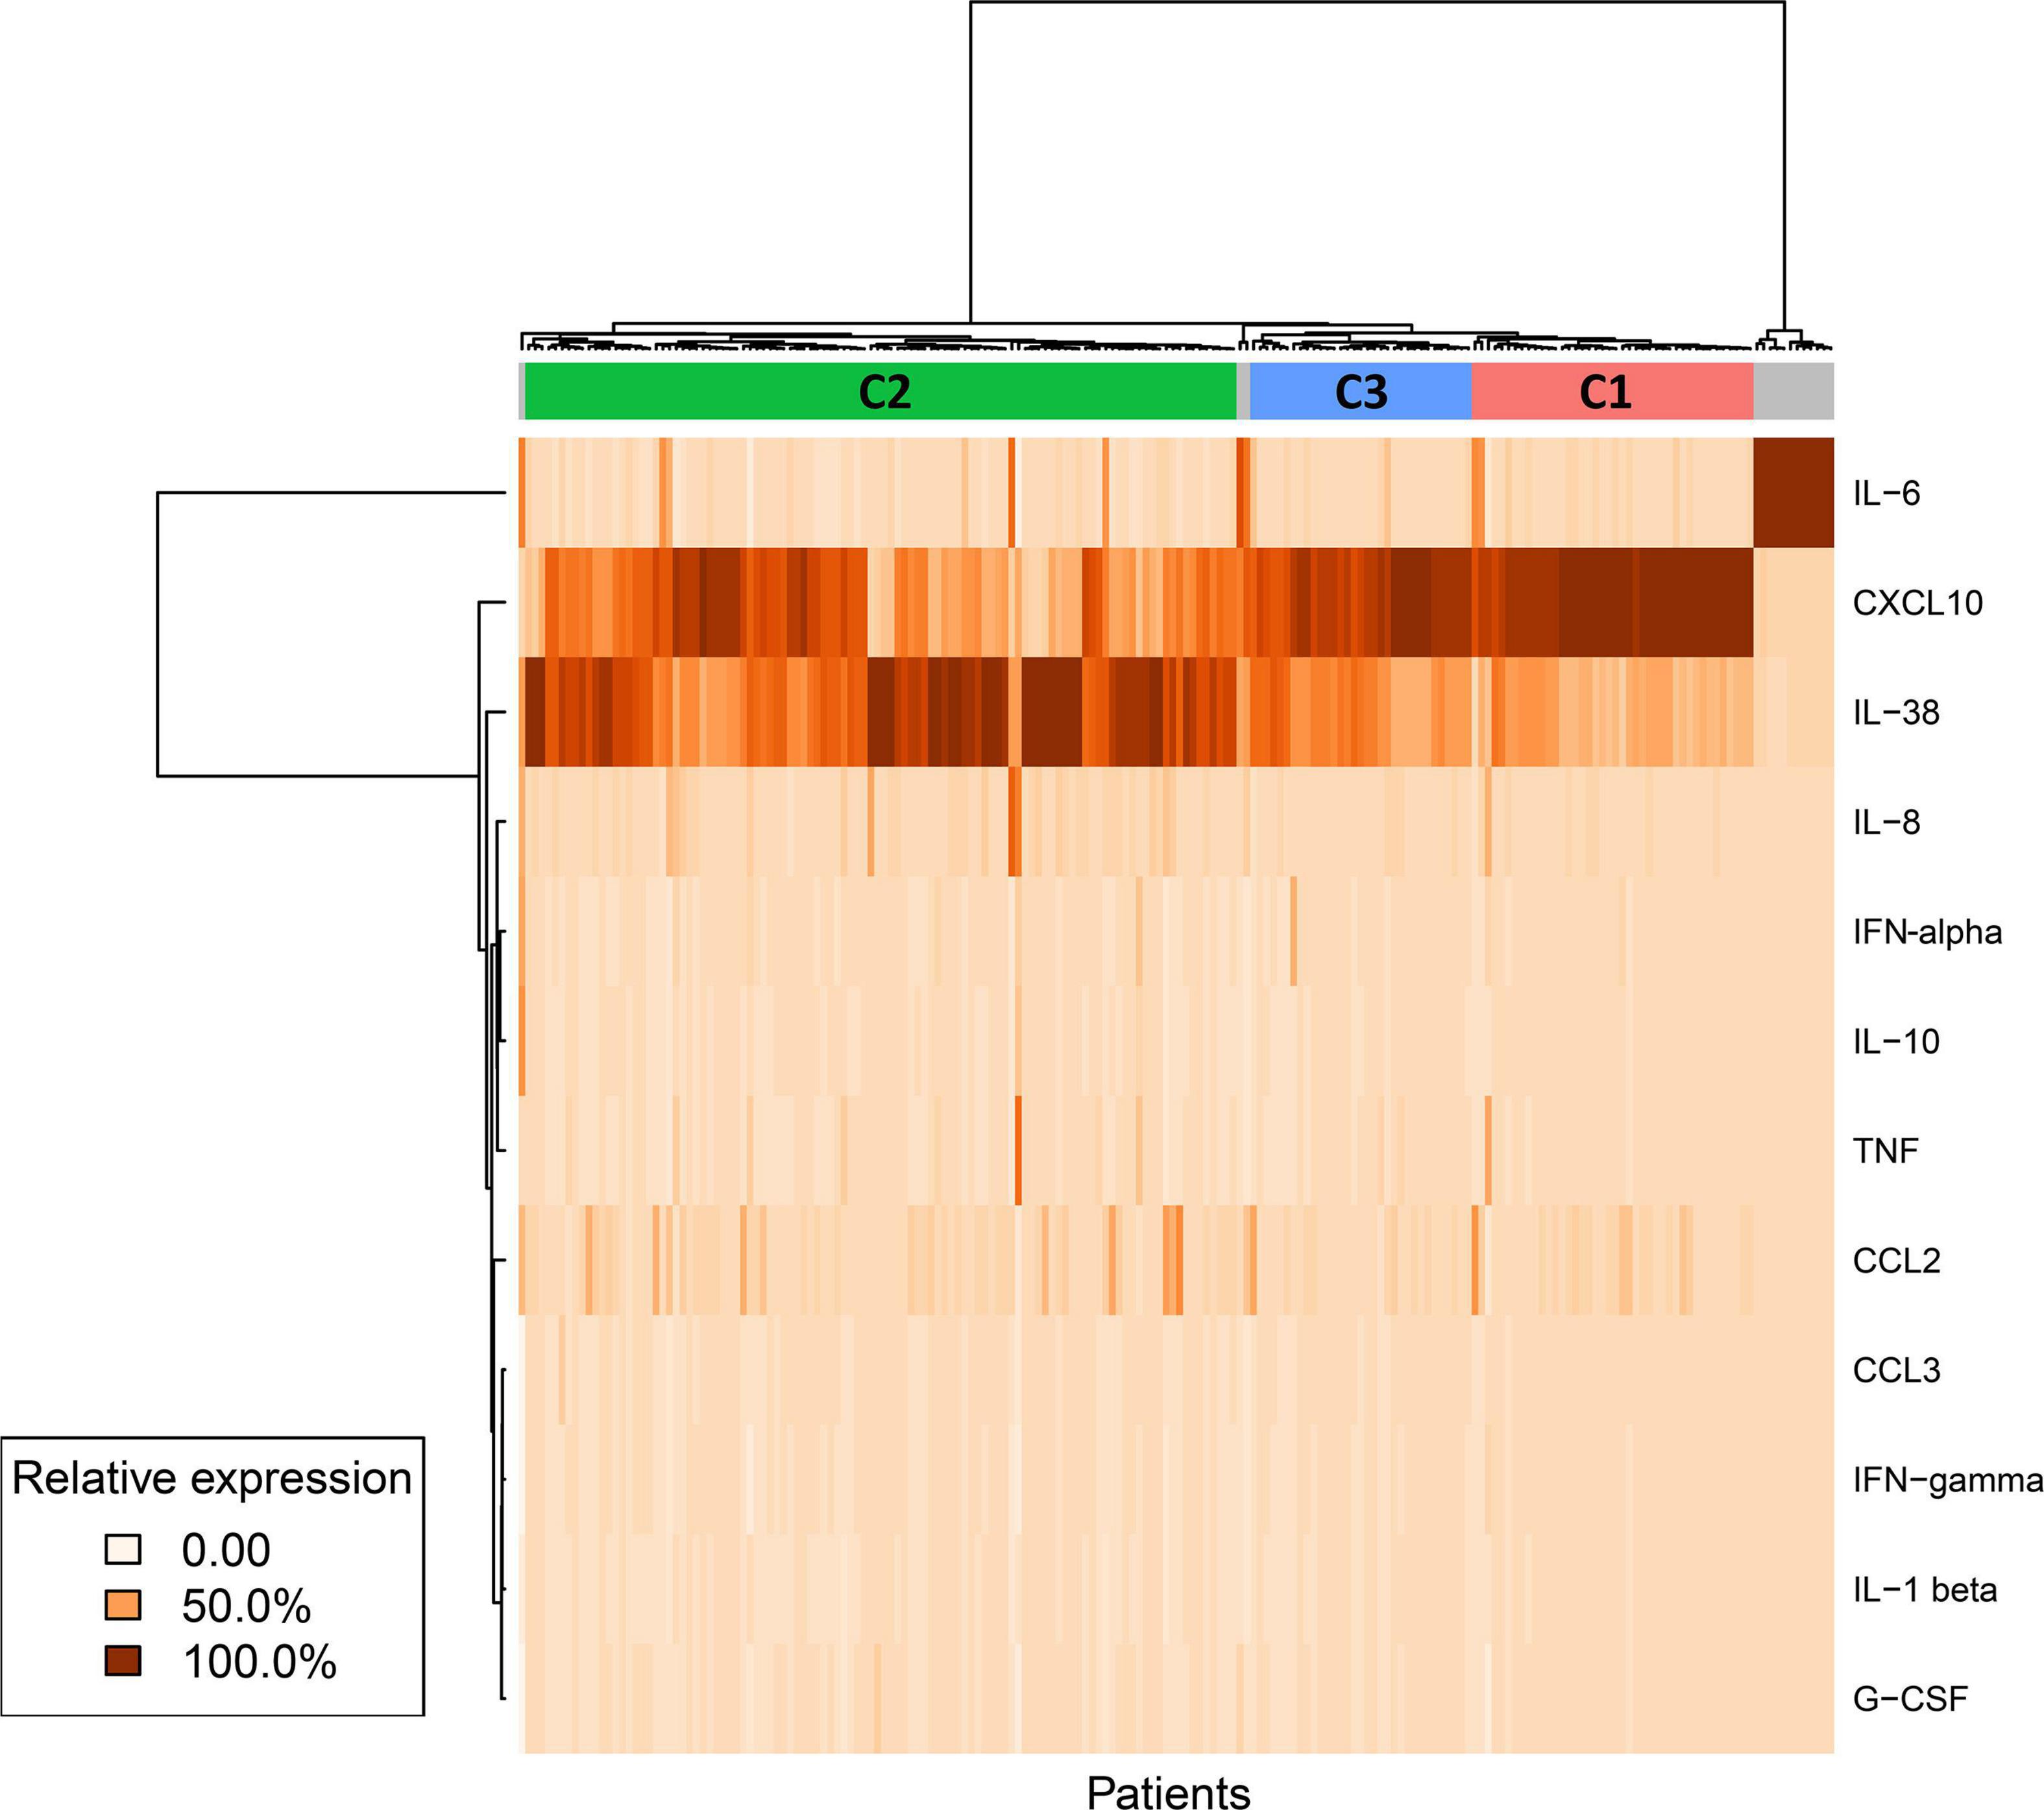 C2 C3 C1
IL−6
CXCL10
IL−38
IL−8
IFN-alpha
IL−10
TNF
CCL2
CCL3
IFN−gamma
IL−1 beta
G−CSF
Relative expression
0.00
50.0%
100.0%
Patients